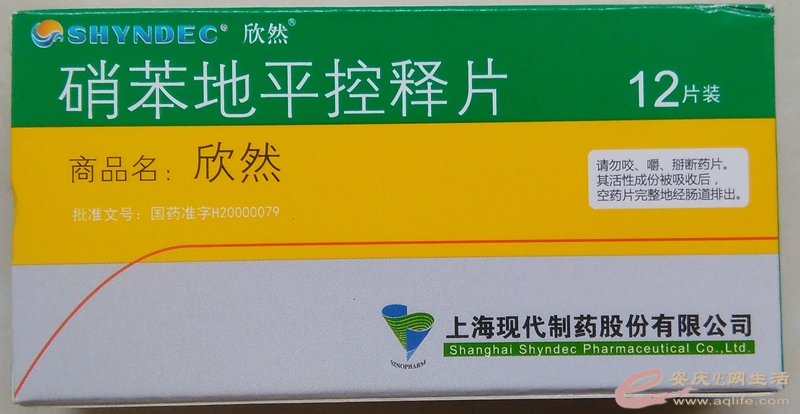 SHYNDEC® 欣然®
硝苯地平控释片 12片装
商品名：欣然
批准文号：国药准字H20000079
请勿咬、嚼、掰断药片。
其活性成份被吸收后，
空药片完整地经肠道排出。
SINOPHARM
上海现代制药股份有限公司
Shanghai Shyndec Pharmaceutical Co.,Ltd.
安庆E网生活
www.aqlife.com